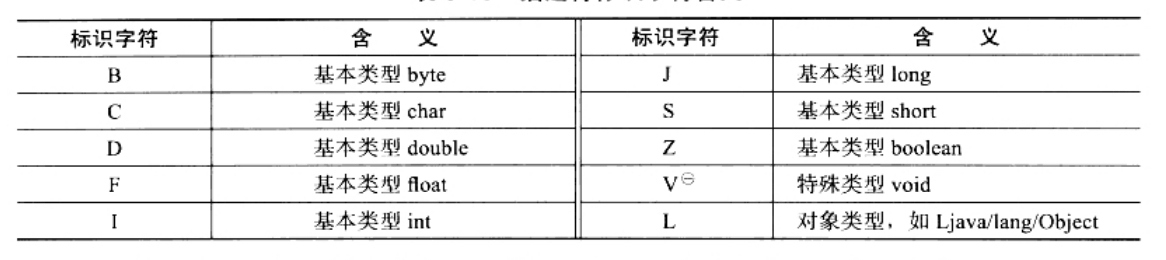 标识字符 含 义 标识字符 含 义
B 基本类型 byte J 基本类型 long
C 基本类型 char S 基本类型 short
D 基本类型 double Z 基本类型 boolean
F 基本类型 float V㊀ 特殊类型 void
I 基本类型 int L 对象类型，如 Ljava/lang/Object